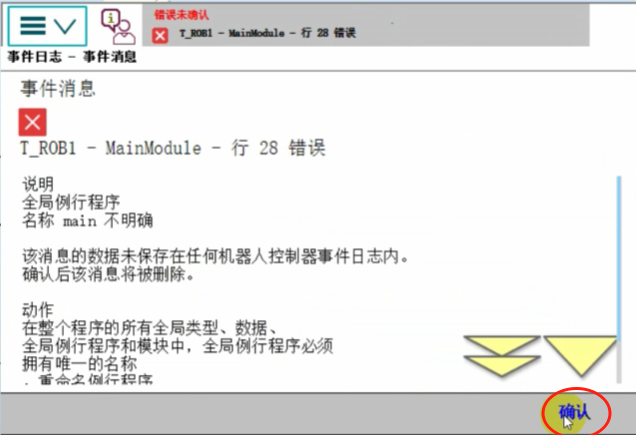 错误未确认
T_ROB1 - MainModule - 行 28 错误
事件日志 - 事件消息
事件消息
T_ROB1 - MainModule - 行 28 错误
说明
全局例行程序
名称 main 不明确
该消息的数据未保存在任何机器人控制器事件日志内。
确认后该消息将被删除。
动作
在整个程序的所有全局类型、数据、
全局例行程序和模块中，全局例行程序必须
拥有唯一的名称
. 重命名例行程序
确认